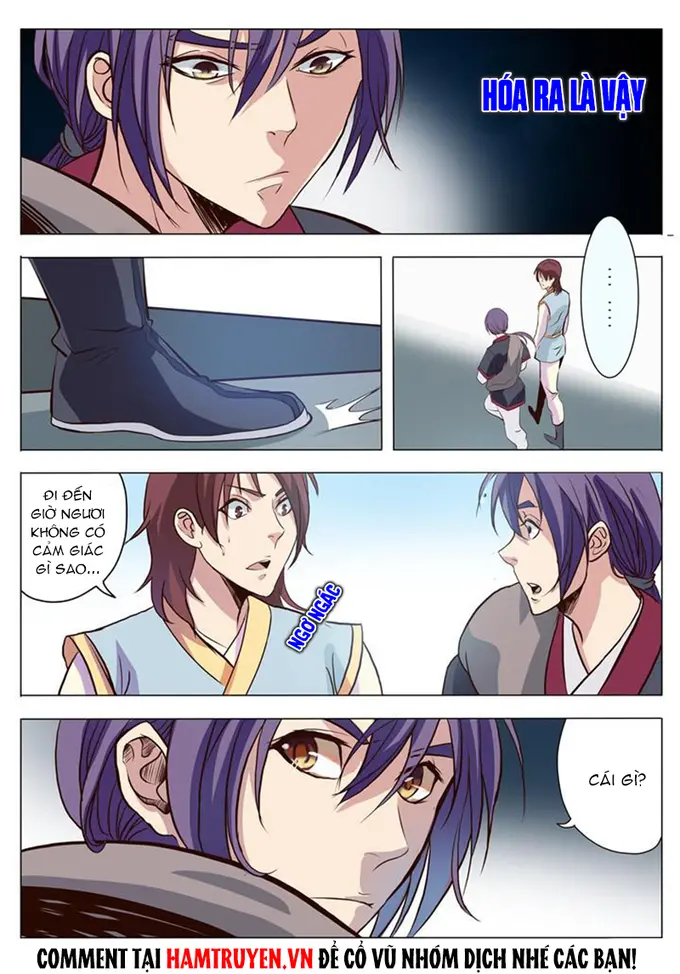 HÓA RA LÀ VẬY
......
ĐI ĐẾN
GIỜ NGƯƠI
KHÔNG CÓ
CẢM GIÁC
GÌ SAO...
NGƠ NGÁC
CÁI GÌ?
COMMENT TẠI HAMTRUYEN.VN ĐỂ CỔ VŨ NHÓM DỊCH NHÉ CÁC BẠN!